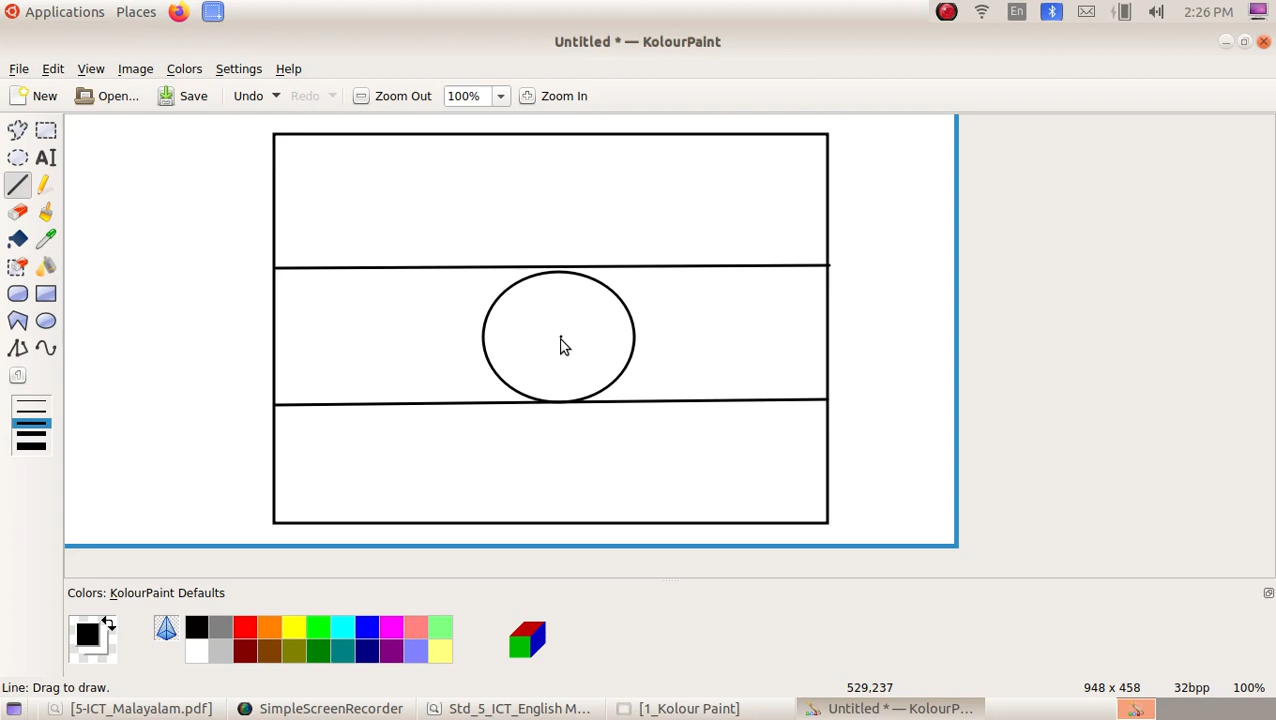 Applications Places En 2:26 PM
Untitled * — KolourPaint
File Edit View Image Colors Settings Help
New Open... Save Undo Redo Zoom Out 100% Zoom In
Colors: KolourPaint Defaults
Line: Drag to draw. 529,237 948 x 458 32bpp 100%
[5-ICT_Malayalam.pdf] SimpleScreenRecorder Std_5_ICT_English M... [1_Kolour Paint] Untitled * — KolourP...